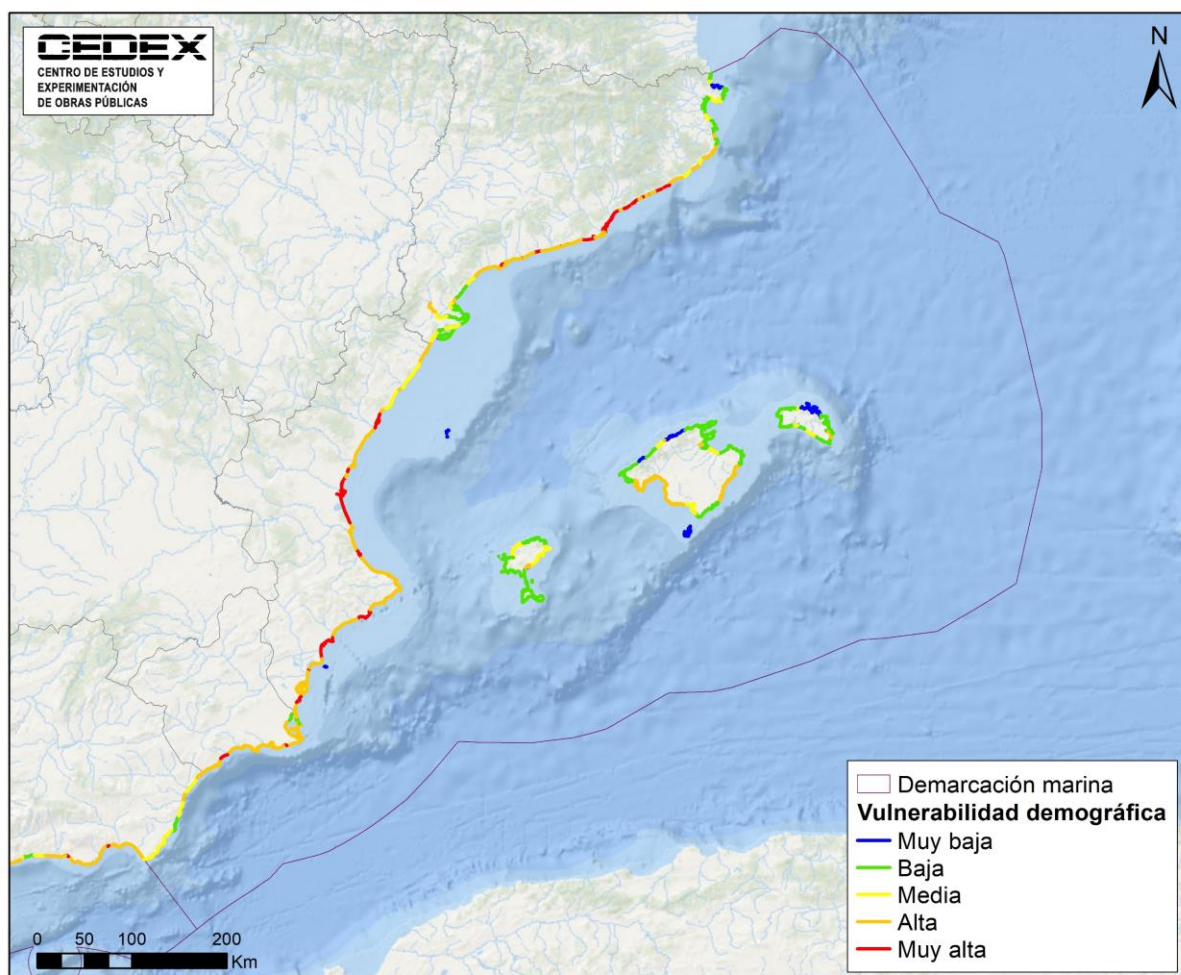 CEDEX
CENTRO DE ESTUDIOS Y
EXPERIMENTACIÓN
DE OBRAS PÚBLICAS
N
Demarcación marina
Vulnerabilidad demográfica
Muy baja
Baja
Media
Alta
Muy alta
0 50 100 200
Km